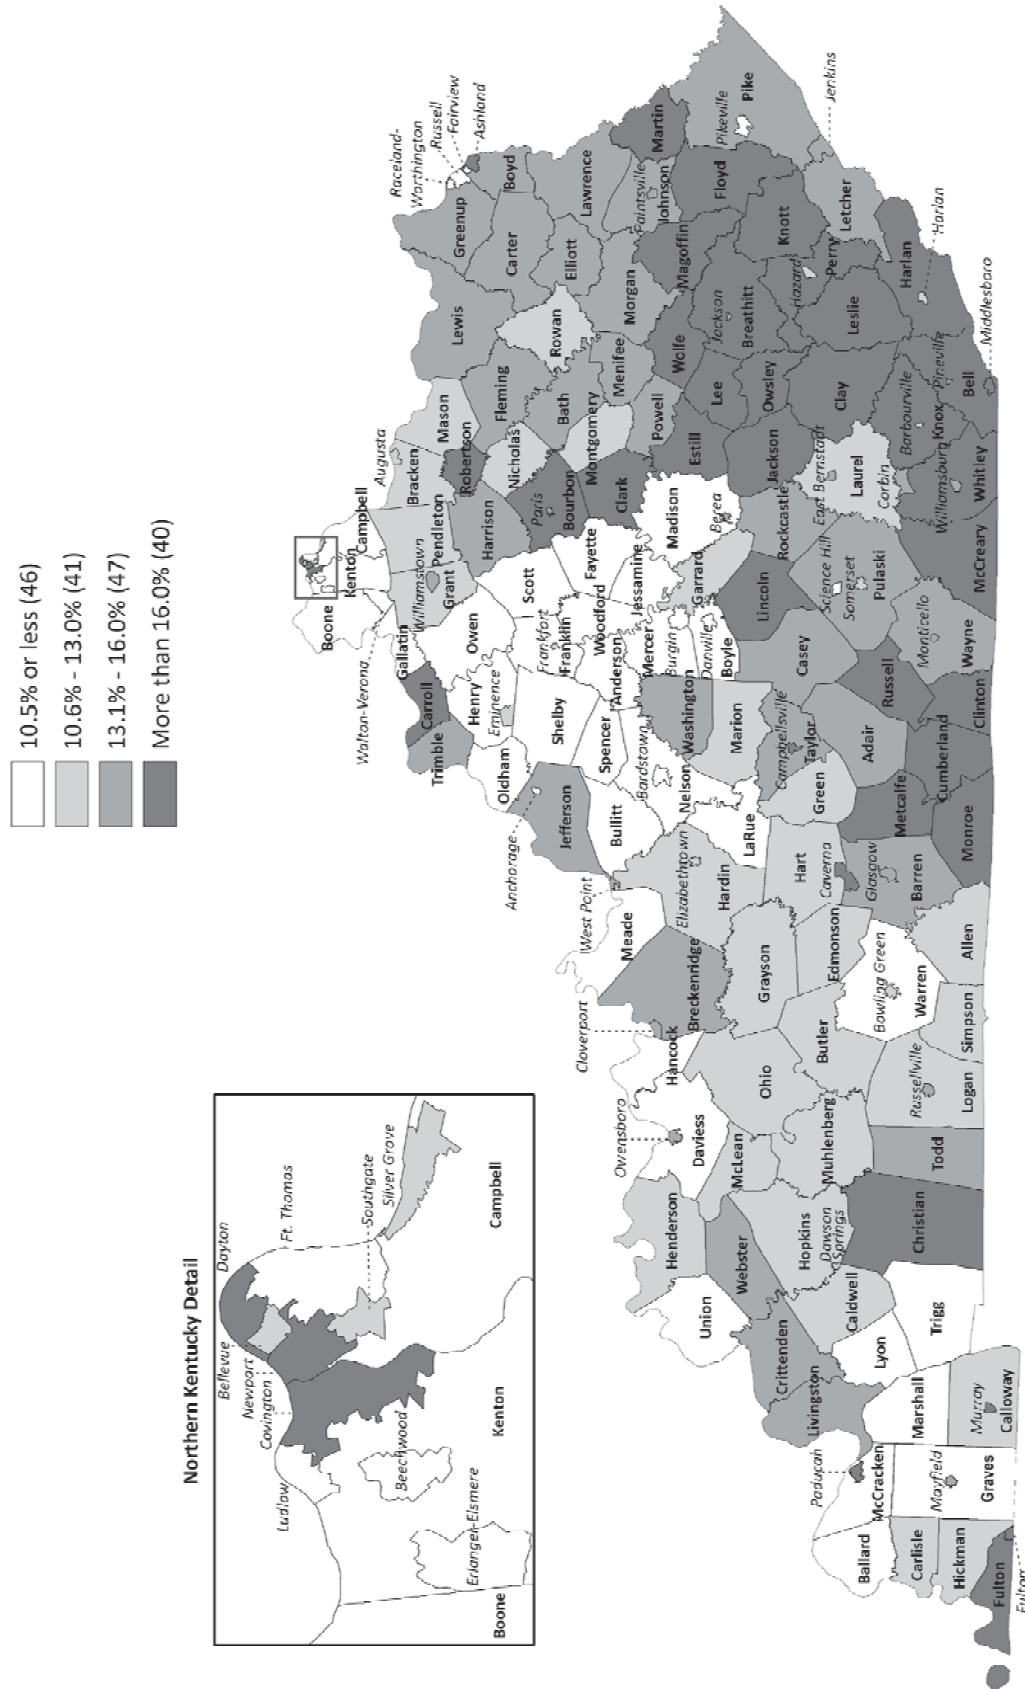 10.5% or less (46)
10.6% - 13.0% (41)
13.1% - 16.0% (47)
More than 16.0% (40)
Northern Kentucky Detail
Dayton
Bellevue
Ft. Thomas
Newport
Covington
Southgate
Silver Grove
Ludlow
Beechwood
Erlanger-Elsmere
Campbell
Kenton
Boone
Boone
Kenton
Campbell
Walton-Verona
Gallatin
Williamstown
Grant
Pendleton
Augusta
Bracken
Mason
Robertson
Lewis
Fleming
Nicholas
Harrison
Raceland-
Worthington
Russell
Fairview
Ashland
Greenup
Boyd
Carter
Elliott
Lawrence
Rowan
Bath
Montgomery
Menifee
Morgan
Paintsville
Johnson
Martin
Carroll
Trimble
Owen
Henry
Eminence
Oldham
Scott
Frankfort
Franklin
Shelby
Anchorage
Jefferson
Spencer
Anderson
Woodford
Fayette
Bourbon
Paris
Clark
Powell
Wolfe
Magoffin
Floyd
Pikeville
Pike
Jessamine
Madison
Estill
Lee
Jackson
Breathitt
Knott
Jenkins
Letcher
Hazard
Perry
Owsley
Berea
Garrard
Mercer
Burgin
Danville
Boyle
Washington
Bardstown
Nelson
Bullitt
West Point
Meade
Elizabethtown
Hardin
LaRue
Marion
Lincoln
Rockcastle
Jackson
Clay
Leslie
Harlan
Harlan
Middlesboro
Bell
Pineville
Knox
Barbourville
Williamsburg
Whitley
Corbin
Laurel
East Bernstadt
Science Hill
Somerset
Pulaski
McCreary
Casey
Campbellsville
Taylor
Green
Adair
Russell
Monticello
Wayne
Clinton
Cumberland
Metcalfe
Monroe
Hart
Caverna
Glasgow
Barren
Allen
Edmonson
Grayson
Breckenridge
Cloverport
Hancock
Owensboro
Daviess
Ohio
Butler
Bowling Green
Warren
Simpson
Logan
Russellville
Muhlenberg
McLean
Henderson
Webster
Hopkins
Dawson
Springs
Todd
Christian
Union
Crittenden
Caldwell
Livingston
Lyon
Trigg
Marshall
Murray
Calloway
Paducah
McCracken
Mayfield
Graves
Ballard
Carlisle
Hickman
Fulton
Fulton